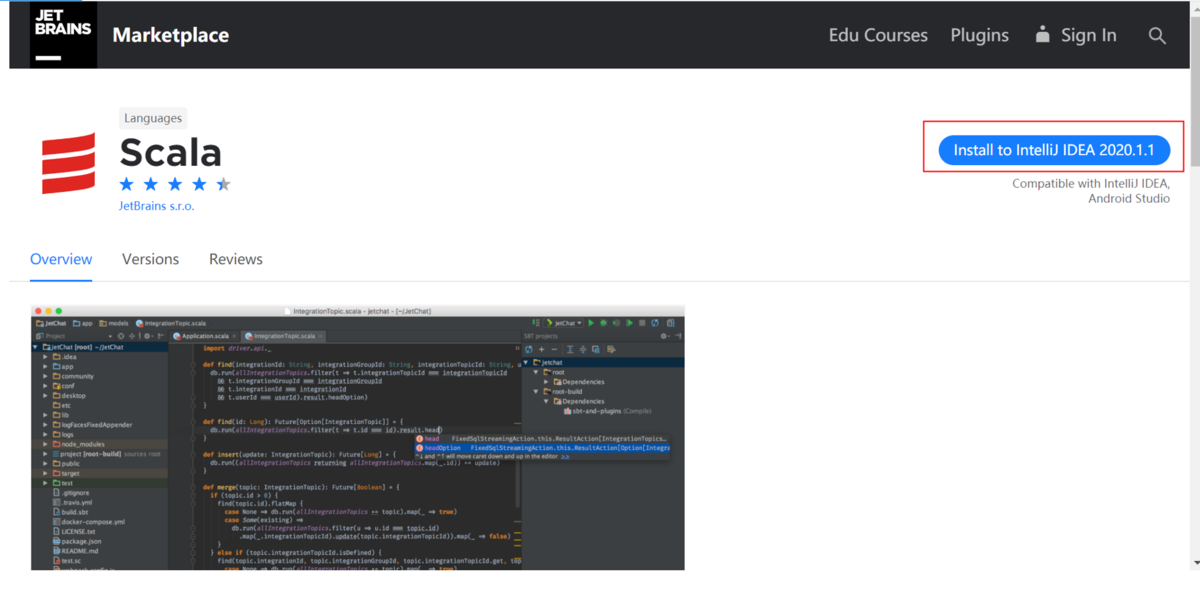 JET
BRAINS
Marketplace
Edu Courses
Plugins
Sign In
Languages
Scala
JetBrains s.r.o.
Install to IntelliJ IDEA 2020.1.1
Compatible with IntelliJ IDEA,
Android Studio
Overview
Versions
Reviews
IntegrationTopic.scala - jetchat - [~/JetChat]
JetChat app models IntegrationTopic.scala
JetChat
Project
Application.scala
IntegrationTopic.scala
SBT projects
JetChat [root] ~/JetChat
.idea
app
community
conf
desktop
etc
lib
logFacesFixedAppender
logs
node_modules
project [root-build] sources root
public
target
test
.gitignore
.travis.yml
build.sbt
docker-compose.yml
LICENSE.txt
package.json
README.md
test.sc
import driver.api._
def find(integrationId: String, integrationGroupId: String, integrationTopicId: String, u
db.run(allIntegrationTopics.filter(t => t.integrationTopicId === integrationTopicId
&& t.integrationGroupId === integrationGroupId
&& t.integrationId === integrationId
&& t.userId === userId).result.headOption)
}
def find(id: Long): Future[Option[IntegrationTopic]] = {
db.run(allIntegrationTopics.filter(t => t.id === id).result.head)
}
head FixedSqlStreamingAction.this.ResultAction[IntegrationTopics...
headOption FixedSqlStreamingAction.this.ResultAction[Option[Integra
^↓ and ^↑ will move caret down and up in the editor >>
def insert(update: IntegrationTopic): Future[Long] = {
db.run((allIntegrationTopics returning allIntegrationTopics.map(_.id)) += update)
}
def merge(topic: IntegrationTopic): Future[Boolean] = {
if (topic.id > 0) {
find(topic.id).flatMap {
case None => db.run(allIntegrationTopics += topic).map(_ => true)
case Some(existing) =>
db.run(allIntegrationTopics.filter(u => u.id === topic.id)
.map(_.integrationTopicId).update(topic.integrationTopicId)).map(_ => false)
}
} else if (topic.integrationTopicId.isDefined) {
find(topic.integrationId, topic.integrationGroupId, topic.integrationTopicId.get, to
case None => db.run(allIntegrationTopics += topic).map(_ => true)
jetchat
root
Dependencies
root-build
Dependencies
sbt-and-plugins (Compile)